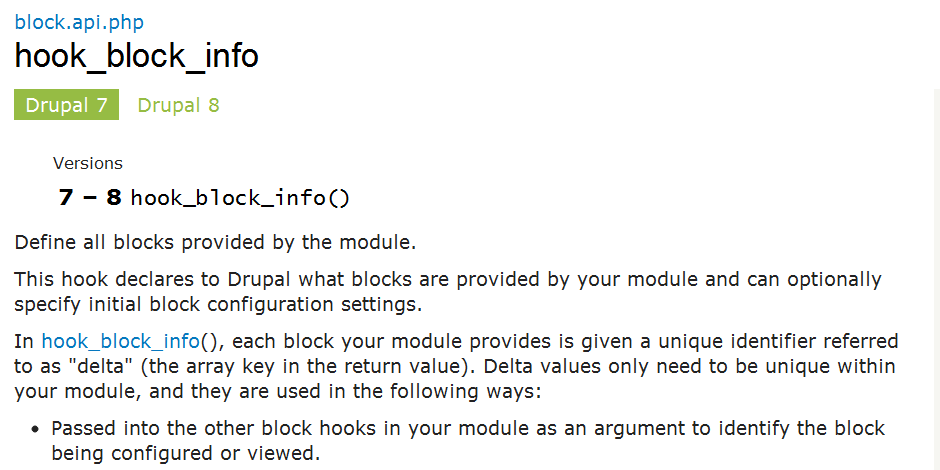 block.api.php
hook_block_info
Drupal 7 Drupal 8
Versions
7 – 8 hook_block_info()
Define all blocks provided by the module.
This hook declares to Drupal what blocks are provided by your module and can optionally
specify initial block configuration settings.
In hook_block_info(), each block your module provides is given a unique identifier referred
to as "delta" (the array key in the return value). Delta values only need to be unique within
your module, and they are used in the following ways:
• Passed into the other block hooks in your module as an argument to identify the block
being configured or viewed.